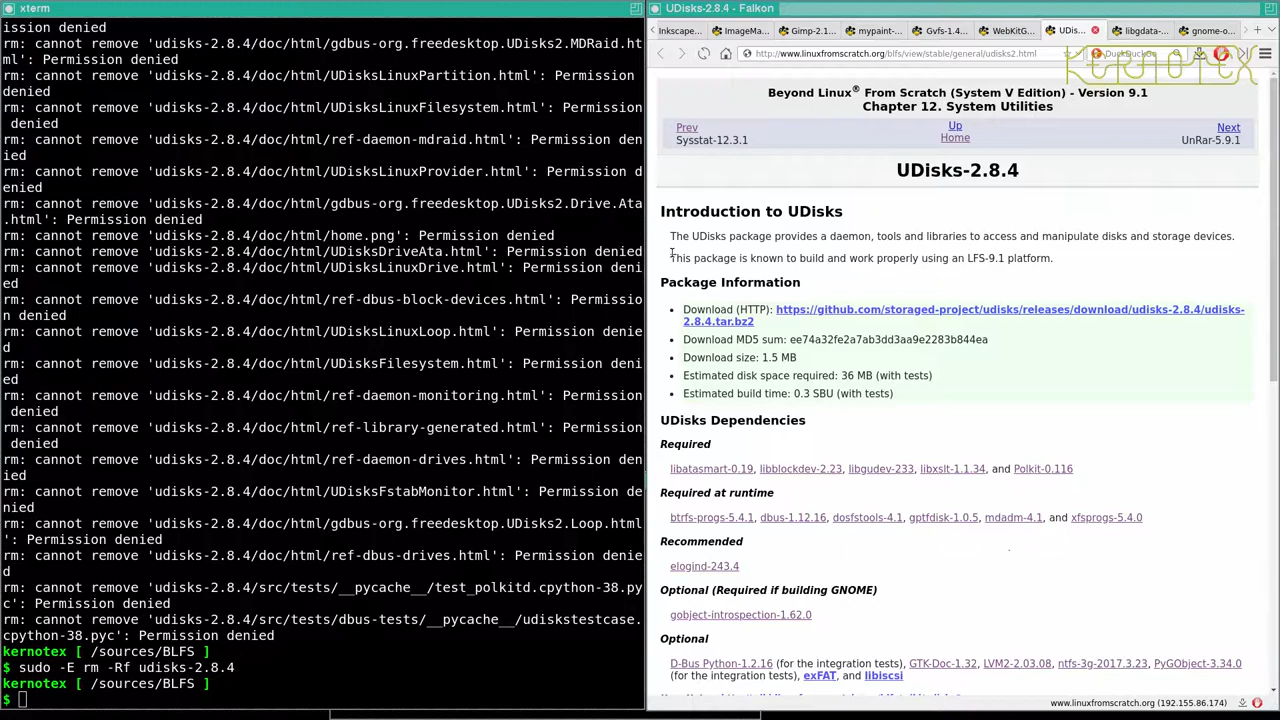 xterm
ission denied
rm: cannot remove 'udisks-2.8.4/doc/html/gdbus-org.freedesktop.UDisks2.MDRaid.ht
ml': Permission denied
rm: cannot remove 'udisks-2.8.4/doc/html/UDisksLinuxPartition.html': Permission
denied
rm: cannot remove 'udisks-2.8.4/doc/html/UDisksLinuxFilesystem.html': Permission
 denied
rm: cannot remove 'udisks-2.8.4/doc/html/ref-daemon-mdraid.html': Permission den
ied
rm: cannot remove 'udisks-2.8.4/doc/html/UDisksLinuxProvider.html': Permission d
enied
rm: cannot remove 'udisks-2.8.4/doc/html/gdbus-org.freedesktop.UDisks2.Drive.Ata
.html': Permission denied
rm: cannot remove 'udisks-2.8.4/doc/html/home.png': Permission denied
rm: cannot remove 'udisks-2.8.4/doc/html/UDisksDriveAta.html': Permission denied
rm: cannot remove 'udisks-2.8.4/doc/html/UDisksLinuxDrive.html': Permission deni
ed
rm: cannot remove 'udisks-2.8.4/doc/html/ref-dbus-block-devices.html': Permissio
n denied
rm: cannot remove 'udisks-2.8.4/doc/html/UDisksLinuxLoop.html': Permission denie
d
rm: cannot remove 'udisks-2.8.4/doc/html/UDisksFilesystem.html': Permission deni
ed
rm: cannot remove 'udisks-2.8.4/doc/html/ref-daemon-monitoring.html': Permission
 denied
rm: cannot remove 'udisks-2.8.4/doc/html/ref-library-generated.html': Permission
 denied
rm: cannot remove 'udisks-2.8.4/doc/html/ref-daemon-drives.html': Permission den
ied
rm: cannot remove 'udisks-2.8.4/doc/html/UDisksFstabMonitor.html': Permission de
nied
rm: cannot remove 'udisks-2.8.4/doc/html/gdbus-org.freedesktop.UDisks2.Loop.html
': Permission denied
rm: cannot remove 'udisks-2.8.4/doc/html/ref-dbus-drives.html': Permission denie
d
rm: cannot remove 'udisks-2.8.4/src/tests/__pycache__/test_polkitd.cpython-38.py
c': Permission denied
rm: cannot remove 'udisks-2.8.4/src/tests/dbus-tests/__pycache__/udiskstestcase.
cpython-38.pyc': Permission denied
kernotex [ /sources/BLFS ]
$ sudo -E rm -Rf udisks-2.8.4
kernotex [ /sources/BLFS ]
$
UDisks-2.8.4 - Falkon
Inkscape... ImageMa... Gimp-2.1... mypaint-... Gvfs-1.4... WebKitG... UDis... libgdata-... gnome-o...
http://www.linuxfromscratch.org/blfs/view/stable/general/udisks2.html DuckDuckGo
KERNOTEX
Beyond Linux® From Scratch (System V Edition) - Version 9.1
Chapter 12. System Utilities
Prev Up Next
Sysstat-12.3.1 Home UnRar-5.9.1
UDisks-2.8.4
Introduction to UDisks
The UDisks package provides a daemon, tools and libraries to access and manipulate disks and storage devices.
This package is known to build and work properly using an LFS-9.1 platform.
Package Information
Download (HTTP): https://github.com/storaged-project/udisks/releases/download/udisks-2.8.4/udisks-
2.8.4.tar.bz2
Download MD5 sum: ee74a32fe2a7ab3dd3aa9e2283b844ea
Download size: 1.5 MB
Estimated disk space required: 36 MB (with tests)
Estimated build time: 0.3 SBU (with tests)
UDisks Dependencies
Required
libatasmart-0.19, libblockdev-2.23, libgudev-233, libxslt-1.1.34, and Polkit-0.116
Required at runtime
btrfs-progs-5.4.1, dbus-1.12.16, dosfstools-4.1, gptfdisk-1.0.5, mdadm-4.1, and xfsprogs-5.4.0
Recommended
elogind-243.4
Optional (Required if building GNOME)
gobject-introspection-1.62.0
Optional
D-Bus Python-1.2.16 (for the integration tests), GTK-Doc-1.32, LVM2-2.03.08, ntfs-3g-2017.3.23, PyGObject-3.34.0
(for the integration tests), exFAT, and libiscsi
www.linuxfromscratch.org (192.155.86.174)